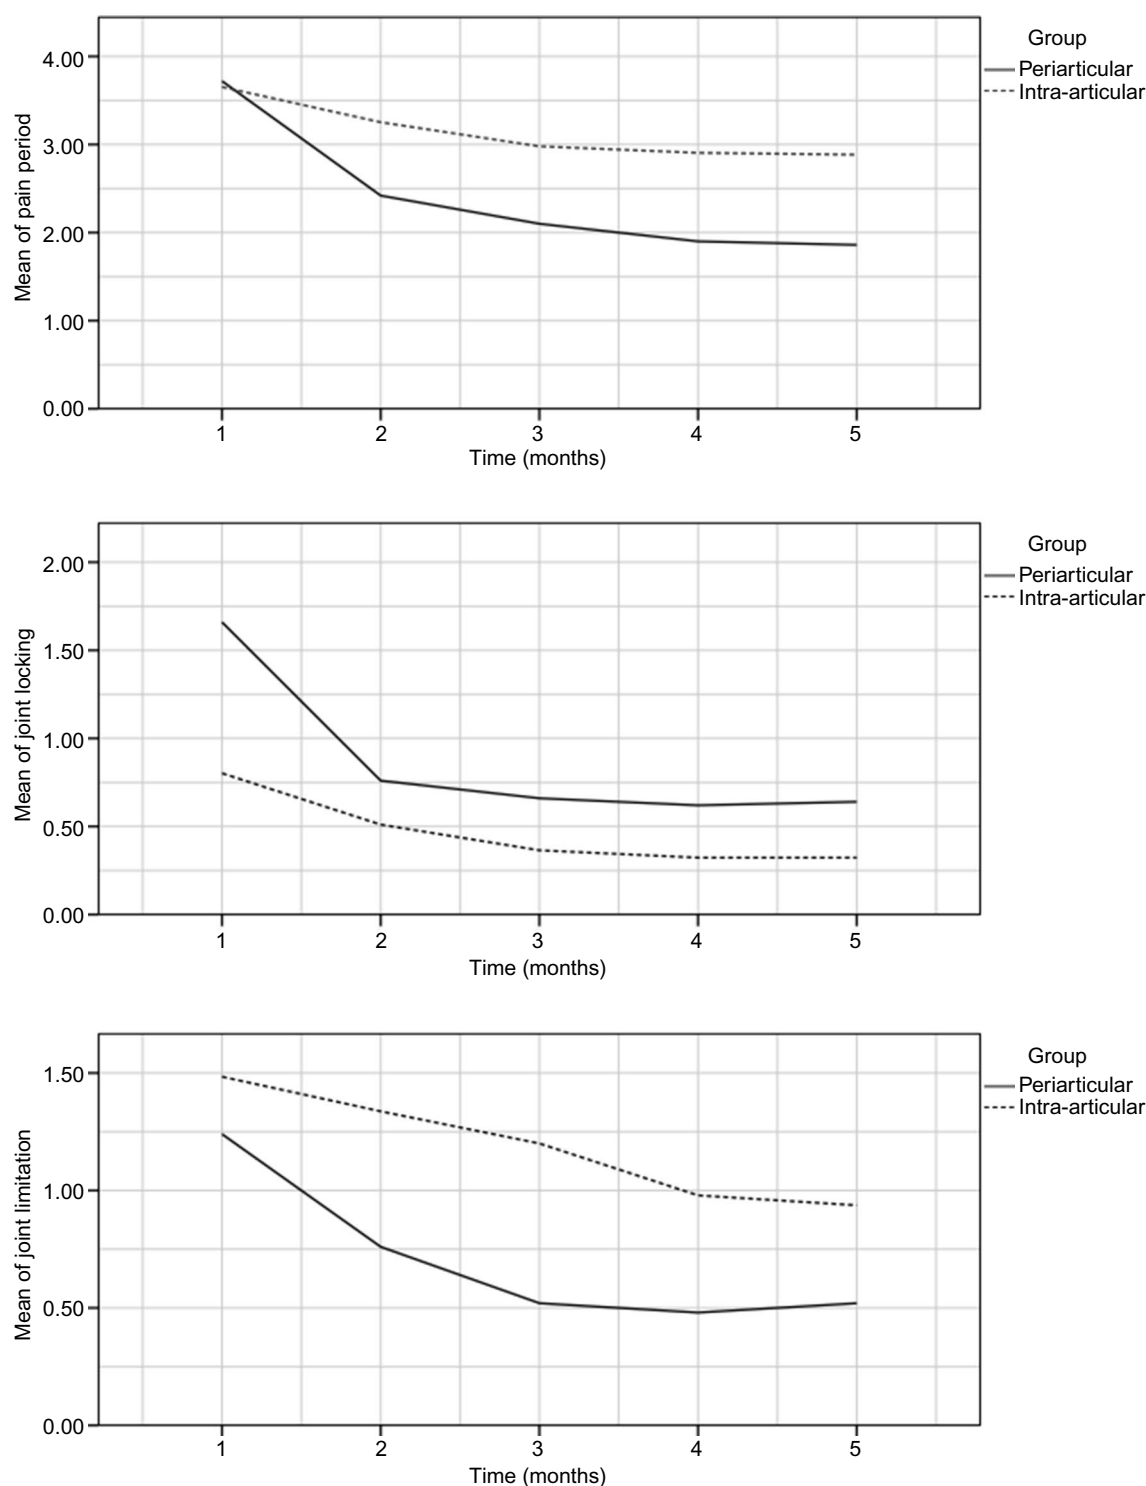 Group
Periarticular
Intra-articular
Mean of pain period
4.00
3.00
2.00
1.00
0.00
1 2 3 4 5
Time (months)
Group
Periarticular
Intra-articular
Mean of joint locking
2.00
1.50
1.00
0.50
0.00
1 2 3 4 5
Time (months)
Group
Periarticular
Intra-articular
Mean of joint limitation
1.50
1.00
0.50
0.00
1 2 3 4 5
Time (months)